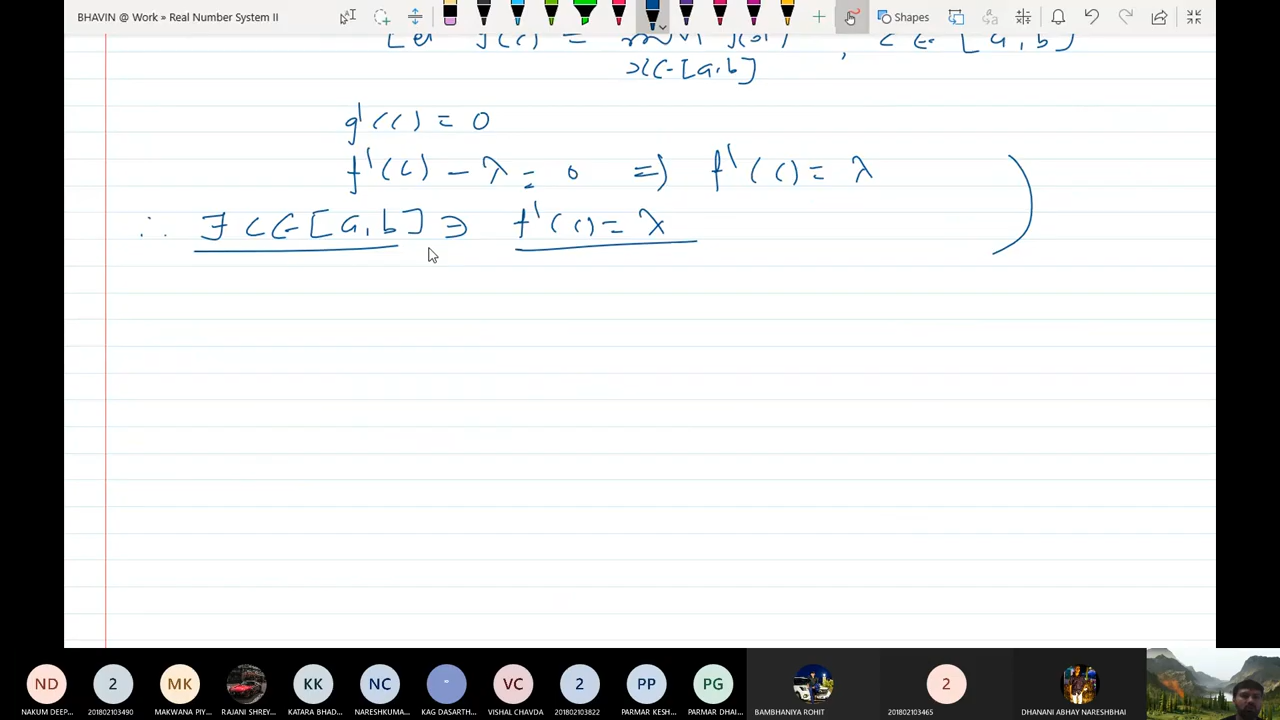 BHAVIN @ Work » Real Number System II
Shapes
, c ∈ [a, b]
x ∈ [a, b]
g'(c) = 0
f'(c) - λ = 0 ⇒ f'(c) = λ
∴ ∃ c ∈ [a, b] ∋ f'(c) = λ
ND 2 MK KK NC - VC 2 PP PG 2
NAKUM DEEP... 201802103490 MAKWANA PIY... RAJANI SHREY... KATARA BHAD... NARESHKUMA... KAG DASARTH... VISHAL CHAVDA 201802103822 PARMAR KESH... PARMAR DHAI... BAMBHANIYA ROHIT 201802103465 DHANANI ABHAY NARESHBHAI